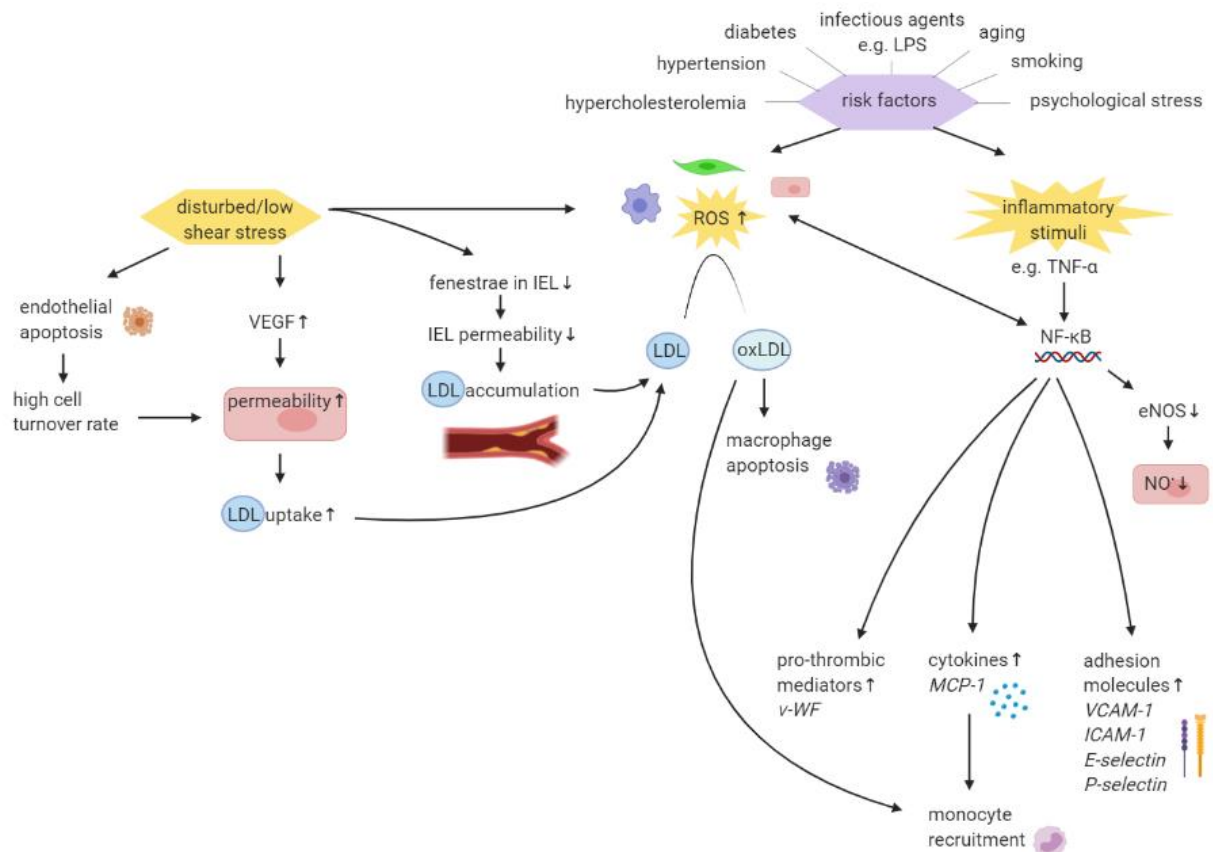 infectious agents
e.g. LPS
diabetes
aging
hypertension
smoking
hypercholesterolemia
risk factors
psychological stress
disturbed/low
shear stress
ROS ↑
inflammatory
stimuli
e.g. TNF-α
endothelial
apoptosis
VEGF↑
fenestrae in IEL↓
IEL permeability↓
LDL accumulation
LDL
oxLDL
NF-κB
high cell
turnover rate
permeability↑
LDL uptake↑
macrophage
apoptosis
eNOS↓
NO·↓
pro-thrombic
mediators↑
v-WF
cytokines↑
MCP-1
adhesion
molecules↑
VCAM-1
ICAM-1
E-selectin
P-selectin
monocyte
recruitment